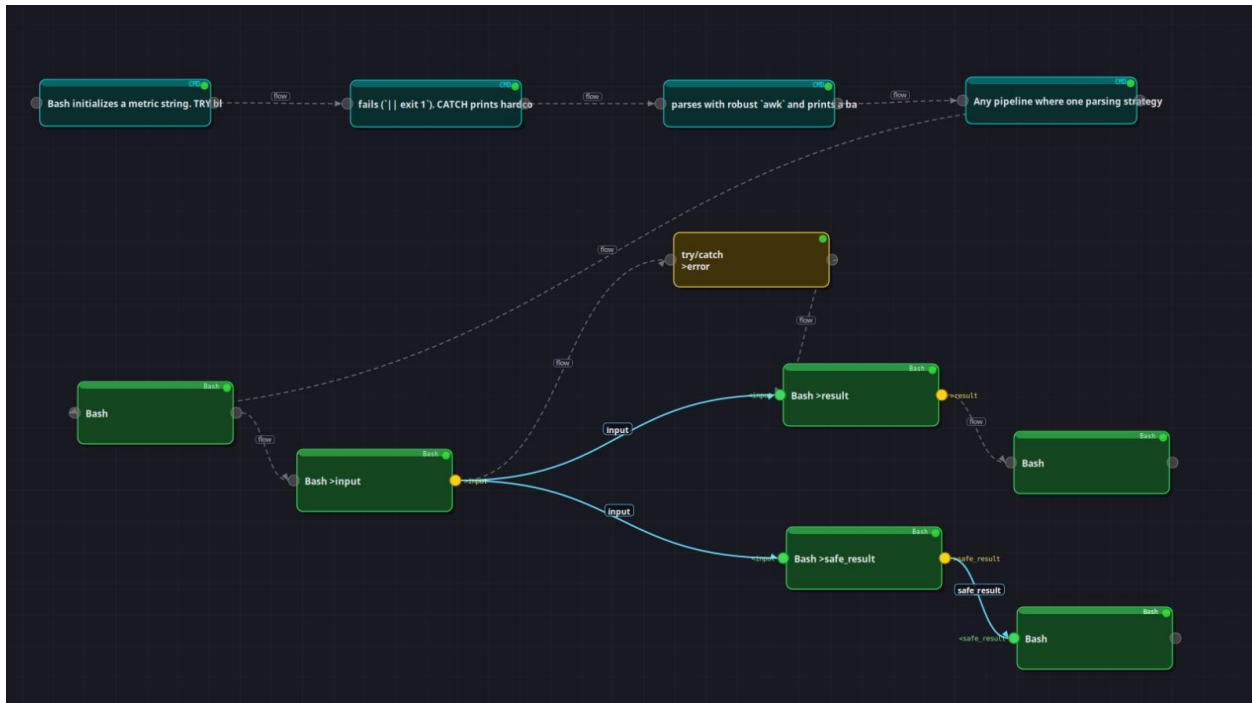 CMD
Bash initializes a metric string. TRY bl
flow
CMD
fails (`|| exit 1`). CATCH prints hardco
flow
CMD
parses with robust `awk` and prints a ba
flow
CMD
Any pipeline where one parsing strategy
flow
try/catch
>error
flow
flow
Bash
Bash
flow
Bash
Bash >input
>input
input
<input
Bash
Bash >result
>result
flow
Bash
Bash
input
<input
Bash
Bash >safe_result
>safe_result
safe_result
Bash
<safe_result
Bash